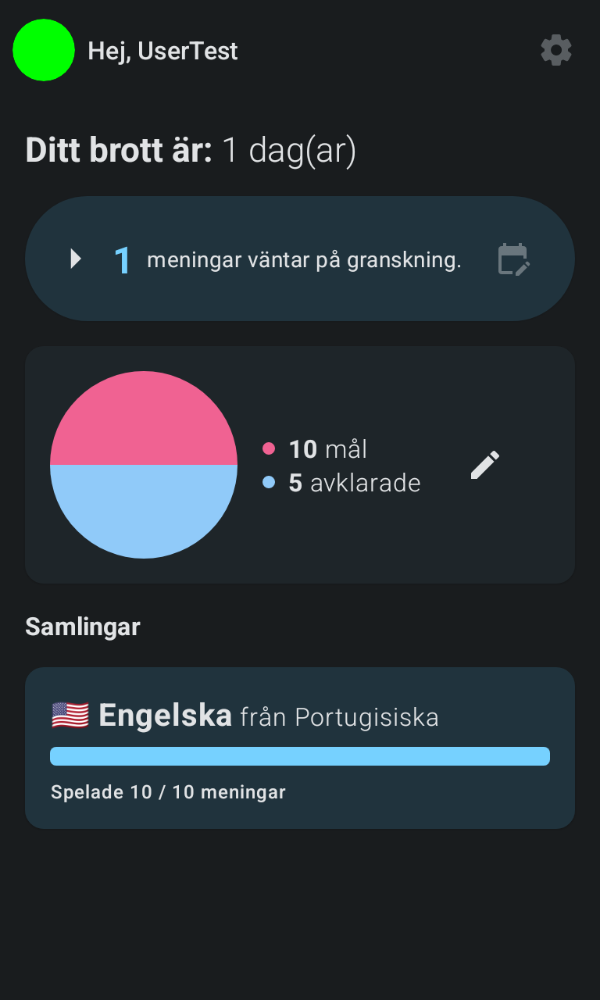 Hej, UserTest
Ditt brott är: 1 dag(ar)
1 meningar väntar på granskning.
10 mål
5 avklarade
Samlingar
🇺🇸 Engelska från Portugisiska
Spelade 10 / 10 meningar